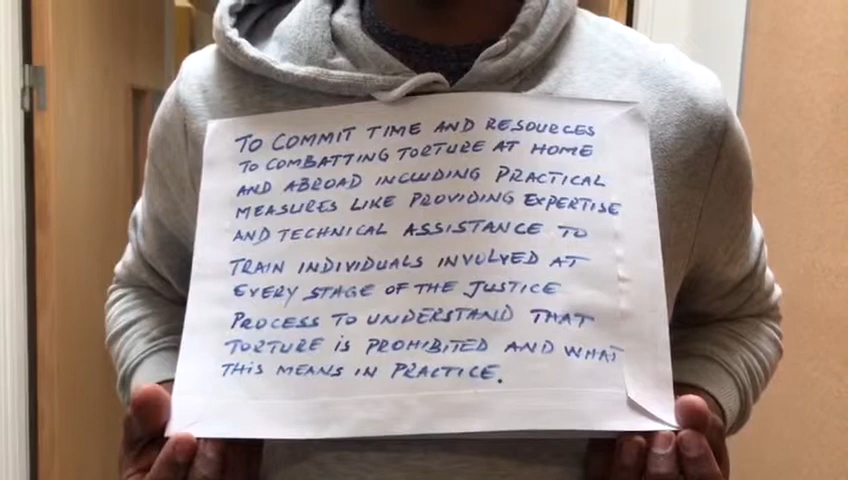 TO COMMIT TIME AND RESOURCES
TO COMBATTING TORTURE AT HOME
AND ABROAD INCLUDING PRACTICAL
MEASURES LIKE PROVIDING EXPERTISE
AND TECHNICAL ASSISTANCE TO
TRAIN INDIVIDUALS INVOLVED AT
EVERY STAGE OF THE JUSTICE
PROCESS TO UNDERSTAND THAT
TORTURE IS PROHIBITED AND WHAT
THIS MEANS IN PRACTICE.